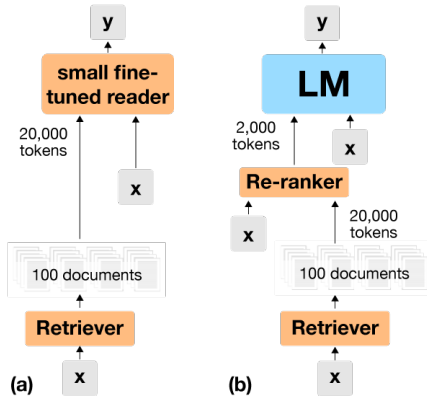 y
small fine-
tuned reader
20,000
tokens
x
100 documents
Retriever
x
(a)
y
LM
2,000
tokens
x
Re-ranker
x
20,000
tokens
100 documents
Retriever
x
(b)